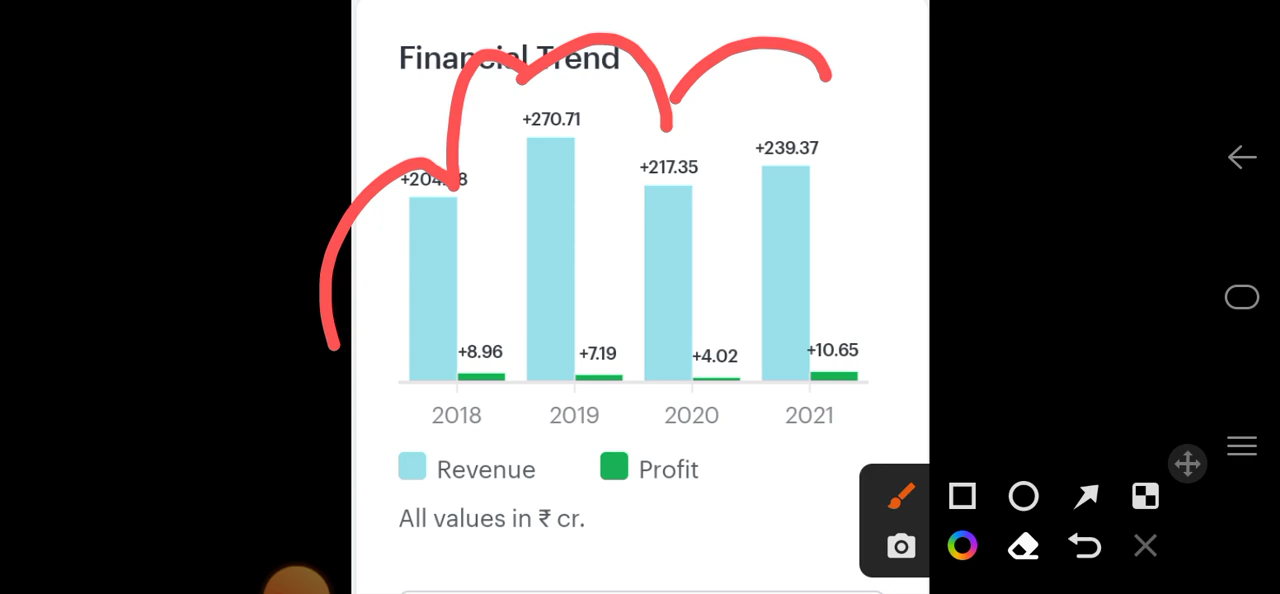 Financial Trend
+270.71
+239.37
+217.35
+8.96
+7.19
+4.02
+10.65
2018
2019
2020
2021
Revenue
Profit
All values in ₹ cr.